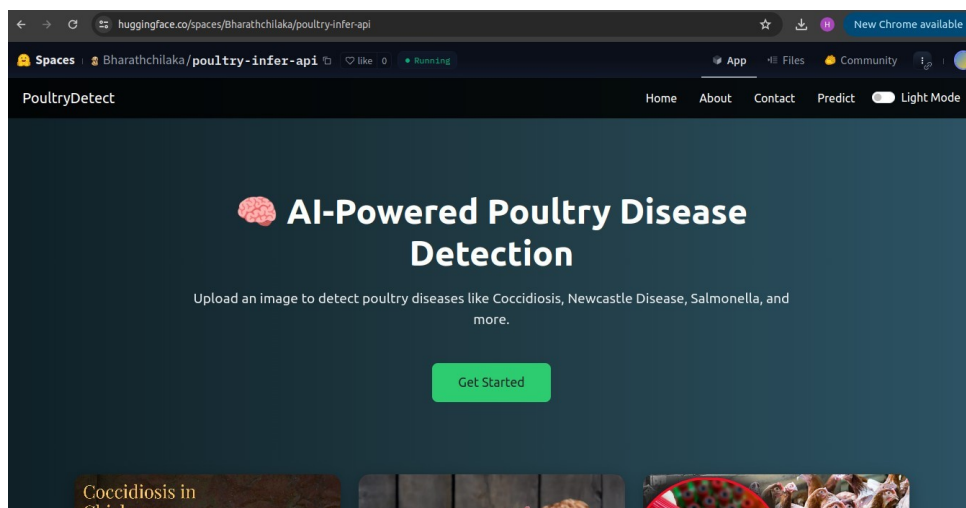 huggingface.co/spaces/Bharathchilaka/poultry-infer-api
H
New Chrome available
Spaces
Bharathchilaka/poultry-infer-api
like 0
Running
App
Files
Community
PoultryDetect
Home
About
Contact
Predict
Light Mode
AI-Powered Poultry Disease
Detection
Upload an image to detect poultry diseases like Coccidiosis, Newcastle Disease, Salmonella, and
more.
Get Started
Coccidiosis in